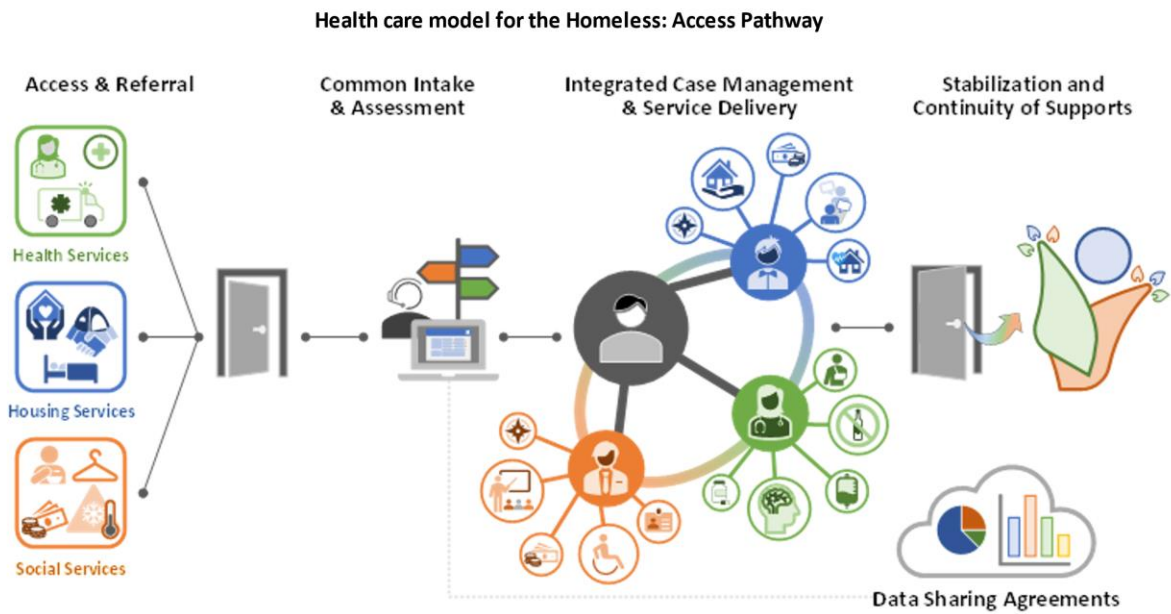 Health care model for the Homeless: Access Pathway
Access & Referral
Common Intake
& Assessment
Integrated Case Management
& Service Delivery
Stabilization and
Continuity of Supports
Health Services
Housing Services
Social Services
Data Sharing Agreements